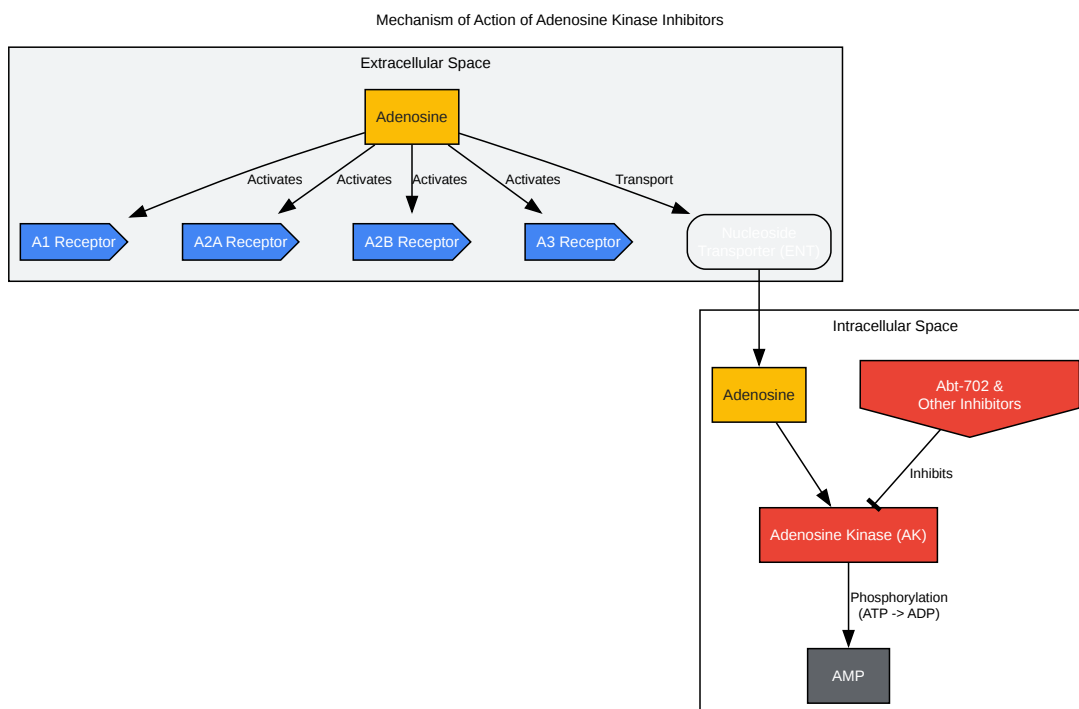 Mechanism of Action of Adenosine Kinase Inhibitors
Extracellular Space
Adenosine
Activates
Activates
Activates
Activates
Transport
A1 Receptor
A2A Receptor
A2B Receptor
A3 Receptor
Nucleoside
Transporter (ENT)
Intracellular Space
Adenosine
Abt-702 &
Other Inhibitors
Inhibits
Adenosine Kinase (AK)
Phosphorylation
(ATP -> ADP)
AMP